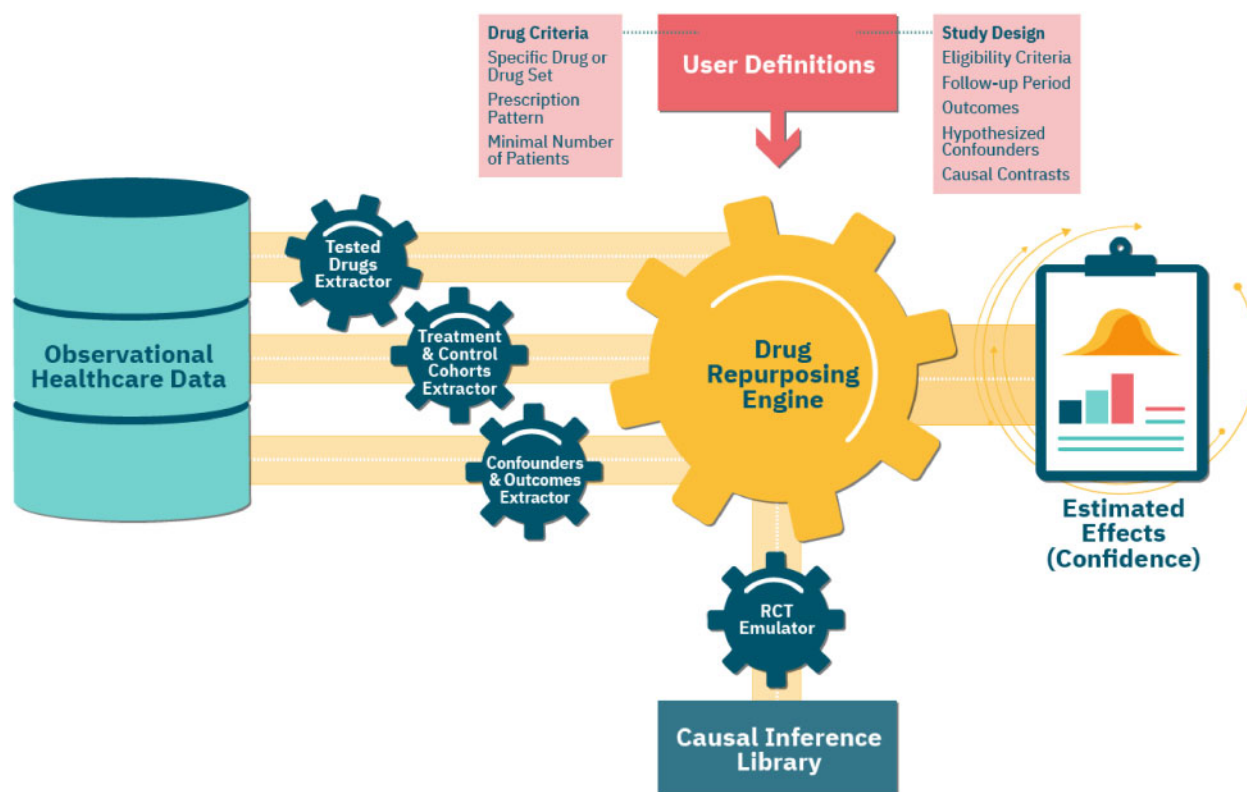 Drug Criteria
Specific Drug or
Drug Set
Prescription
Pattern
Minimal Number
of Patients
User Definitions
Study Design
Eligibility Criteria
Follow-up Period
Outcomes
Hypothesized
Confounders
Causal Contrasts
Observational
Healthcare Data
Tested
Drugs
Extractor
Treatment
& Control
Cohorts
Extractor
Confounders
& Outcomes
Extractor
Drug
Repurposing
Engine
Estimated
Effects
(Confidence)
RCT
Emulator
Causal Inference
Library